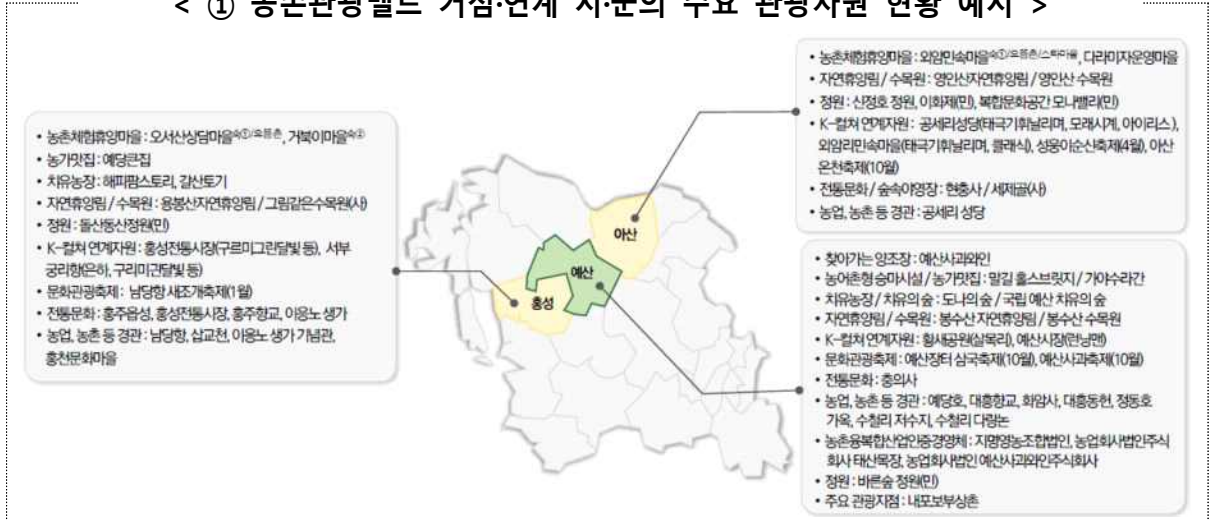 < ① 농촌관광벨트 거점·연계 시·군의 주요 관광자원 현황 예시 >
• 농촌체험휴양마을 : 외암민속마을숙①/으뜸촌/스타마을, 다라미자운영마을
• 자연휴양림 / 수목원 : 영인산자연휴양림 / 영인산 수목원
• 정원 : 신정호 정원, 이화제(민), 복합문화공간 모나밸리(민)
• K-컬쳐 연계자원 : 공세리성당(태극기휘날리며, 모래시계, 아이리스),
외암리민속마을(태극기휘날리며, 클래식), 성웅이순신축제(4월), 아산
온천축제(10월)
• 전통문화 / 숲속야영장 : 현충사 / 세제골(사)
• 농업, 농촌 등 경관 : 공세리 성당
• 농촌체험휴양마을 : 오서산상담마을숙①/으뜸촌, 거북이마을숙②
• 농가맛집 : 예당큰집
• 치유농장 : 해피팜스토리, 갈산토기
• 자연휴양림 / 수목원 : 용봉산자연휴양림 / 그림같은수목원(사)
• 정원 : 돌산동산정원(민)
• K-컬쳐 연계자원 : 홍성전통시장(구르미그린달빛 등), 서부
궁리항(은하, 구리미관달빛 등)
• 문화관광축제 : 남당항 새조개축제(1월)
• 전통문화 : 홍주읍성, 홍성전통시장, 홍주향교, 이응노 생가
• 농업, 농촌 등 경관 : 남당항, 삽교천, 이응노 생가 기념관,
홍천문화마을
아산
예산
홍성
• 찾아가는 양조장 : 예산사과와인
• 농어촌형 승마시설 / 농가맛집 : 말길 홀스브릿지 / 가야수라간
• 치유농장 / 치유의 숲 : 도나의 숲 / 국립 예산 치유의 숲
• 자연휴양림 / 수목원 : 봉수산 자연휴양림 / 봉수산 수목원
• K-컬쳐 연계자원 : 황새공원(살목리), 예산시장(런닝맨)
• 문화관광축제 : 예산장터 삼국축제(10월), 예산사과축제(10월)
• 전통문화 : 충의사
• 농업, 농촌 등 경관 : 예당호, 대흥향교, 화암사, 대흥동헌, 정동호
가옥, 수철리 저수지, 수철리 다랑논
• 농촌융복합산업인증경영체 : 지명영농조합법인, 농업회사법인주식
회사 태산목장, 농업회사법인 예산사과와인주식회사
• 정원 : 바른숲 정원(민)
• 주요 관광지점 : 내포보부상촌